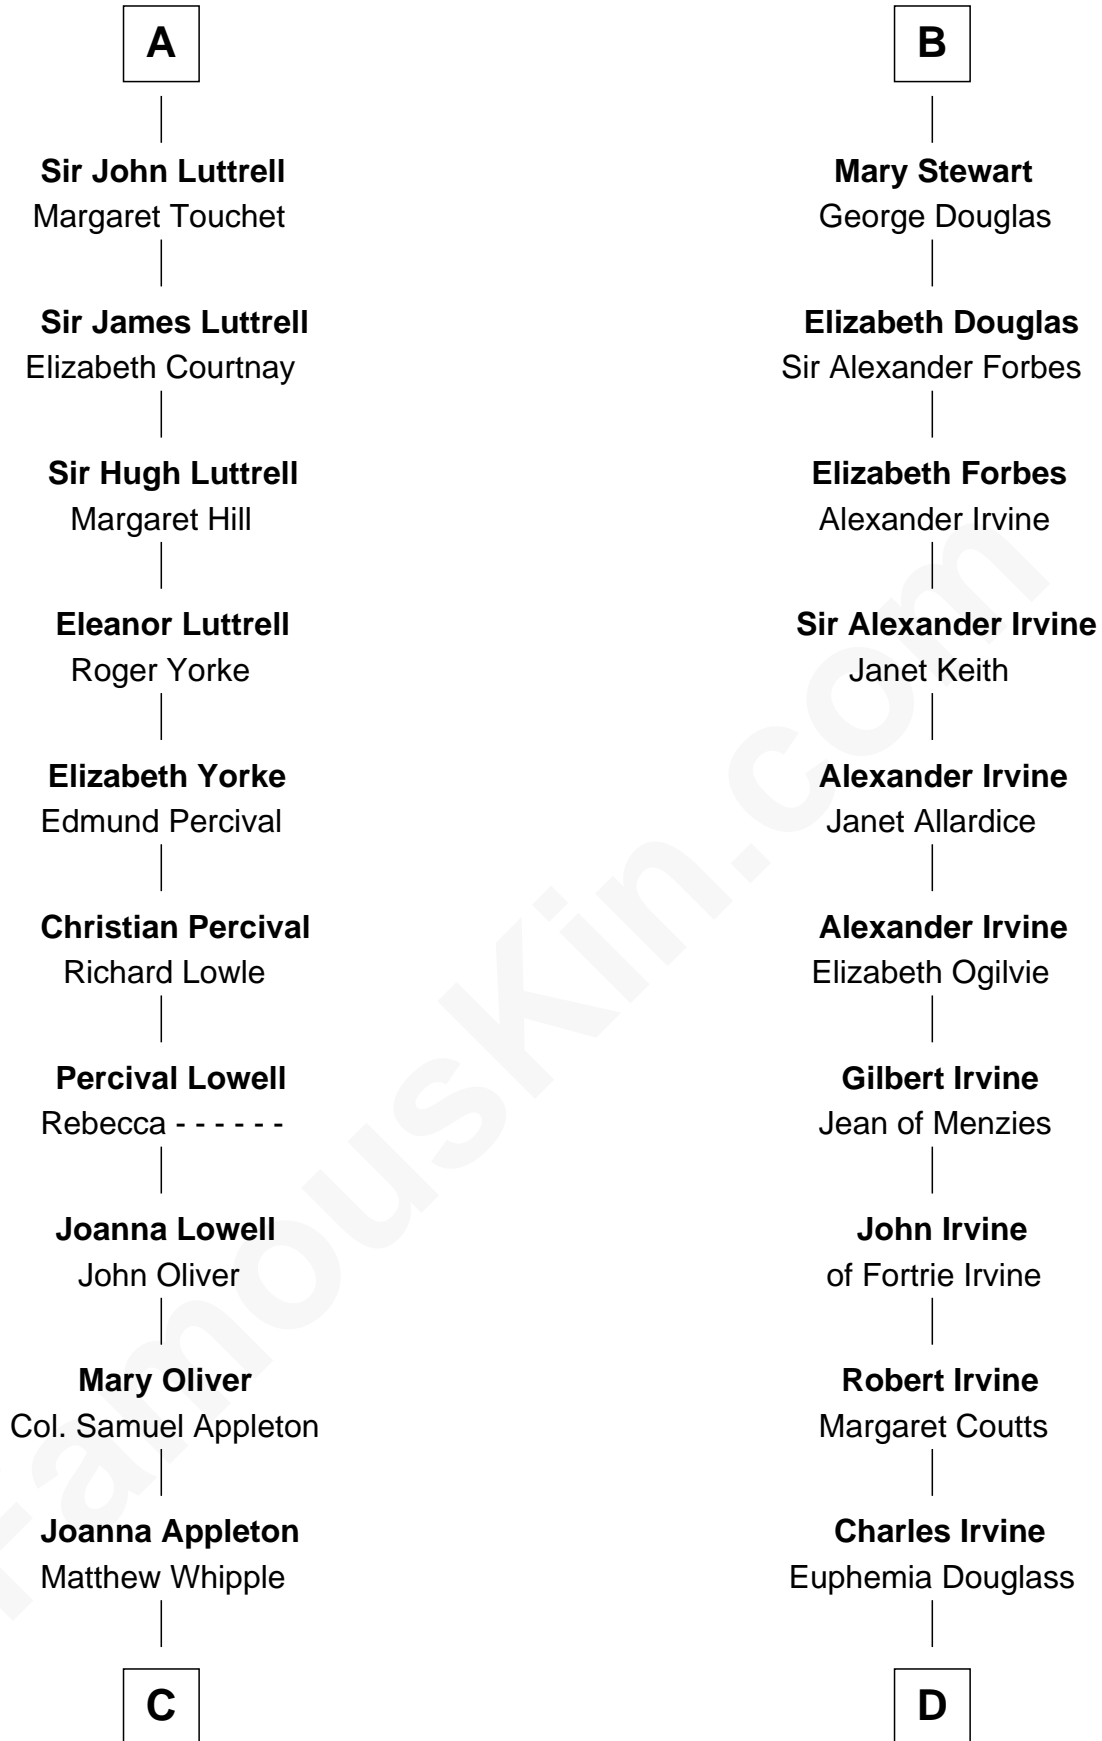 A
Sir John Luttrell
Margaret Touchet
Sir James Luttrell
Elizabeth Courtnay
Sir Hugh Luttrell
Margaret Hill
Eleanor Luttrell
Roger Yorke
Elizabeth Yorke
Edmund Percival
Christian Percival
Richard Lowle
Percival Lowell
Rebecca - - - - - -
Joanna Lowell
John Oliver
Mary Oliver
Col. Samuel Appleton
Joanna Appleton
Matthew Whipple
C
B
Mary Stewart
George Douglas
Elizabeth Douglas
Sir Alexander Forbes
Elizabeth Forbes
Alexander Irvine
Sir Alexander Irvine
Janet Keith
Alexander Irvine
Janet Allardice
Alexander Irvine
Elizabeth Ogilvie
Gilbert Irvine
Jean of Menzies
John Irvine
of Fortrie Irvine
Robert Irvine
Margaret Coutts
Charles Irvine
Euphemia Douglass
D
FamousKin.com